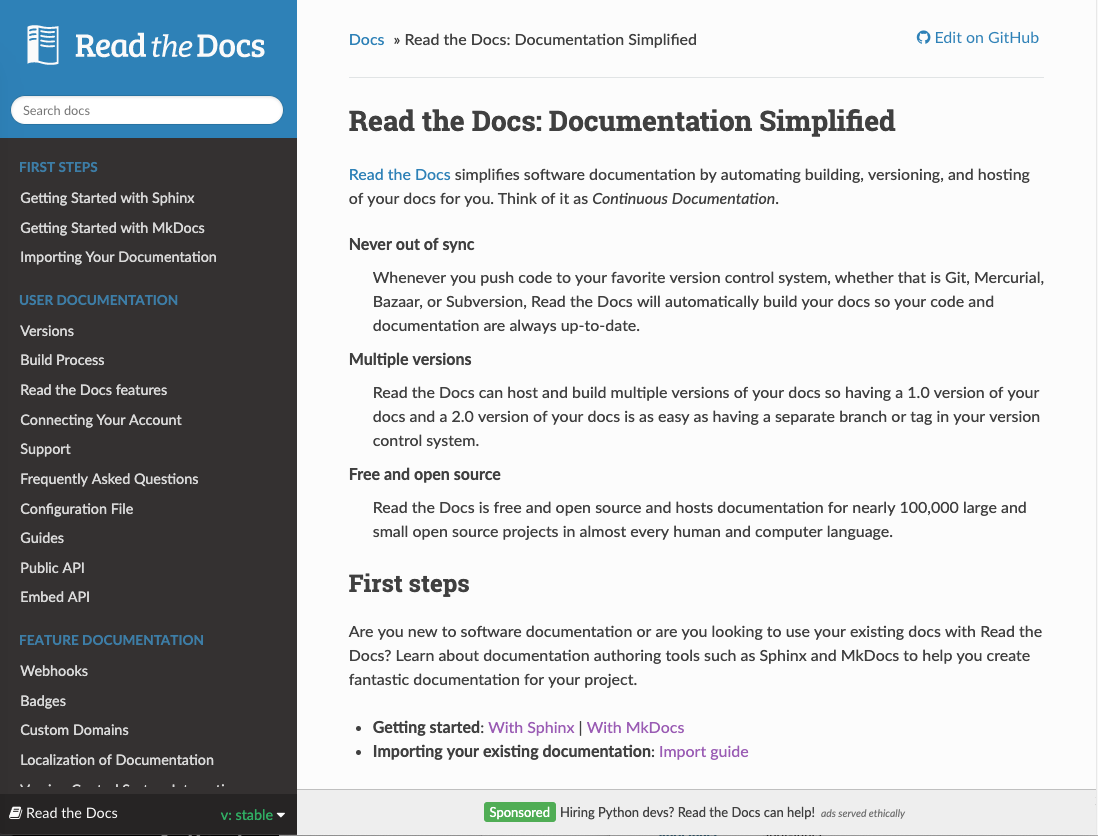 Read the Docs
Search docs
FIRST STEPS
Getting Started with Sphinx
Getting Started with MkDocs
Importing Your Documentation
USER DOCUMENTATION
Versions
Build Process
Read the Docs features
Connecting Your Account
Support
Frequently Asked Questions
Configuration File
Guides
Public API
Embed API
FEATURE DOCUMENTATION
Webhooks
Badges
Custom Domains
Localization of Documentation
Read the Docs
v: stable
Docs » Read the Docs: Documentation Simplified
Edit on GitHub
Read the Docs: Documentation Simplified
Read the Docs simplifies software documentation by automating building, versioning, and hosting
of your docs for you. Think of it as Continuous Documentation.
Never out of sync
Whenever you push code to your favorite version control system, whether that is Git, Mercurial,
Bazaar, or Subversion, Read the Docs will automatically build your docs so your code and
documentation are always up-to-date.
Multiple versions
Read the Docs can host and build multiple versions of your docs so having a 1.0 version of your
docs and a 2.0 version of your docs is as easy as having a separate branch or tag in your version
control system.
Free and open source
Read the Docs is free and open source and hosts documentation for nearly 100,000 large and
small open source projects in almost every human and computer language.
First steps
Are you new to software documentation or are you looking to use your existing docs with Read the
Docs? Learn about documentation authoring tools such as Sphinx and MkDocs to help you create
fantastic documentation for your project.
• Getting started: With Sphinx | With MkDocs
• Importing your existing documentation: Import guide
Sponsored Hiring Python devs? Read the Docs can help! ads served ethically